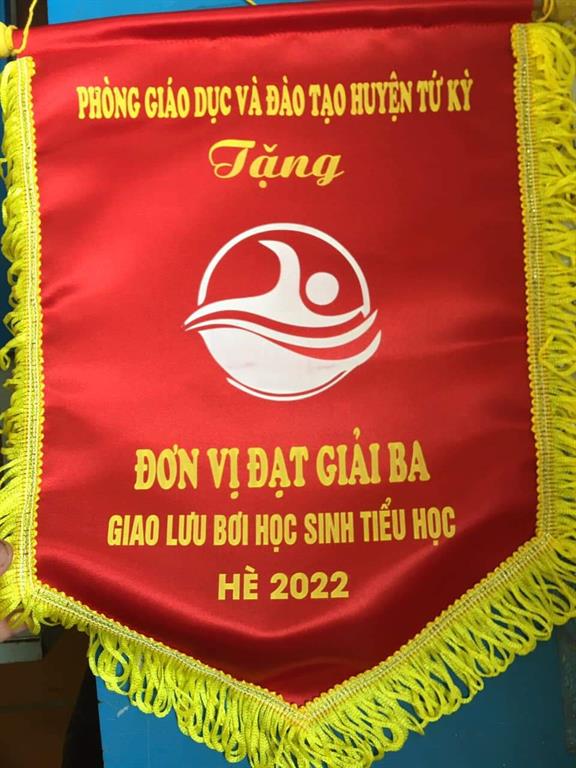 PHÒNG GIÁO DỤC VÀ ĐÀO TẠO HUYỆN TỨ KỲ
Tặng
ĐƠN VỊ ĐẠT GIẢI BA
GIAO LƯU BƠI HỌC SINH TIỂU HỌC
HÈ 2022